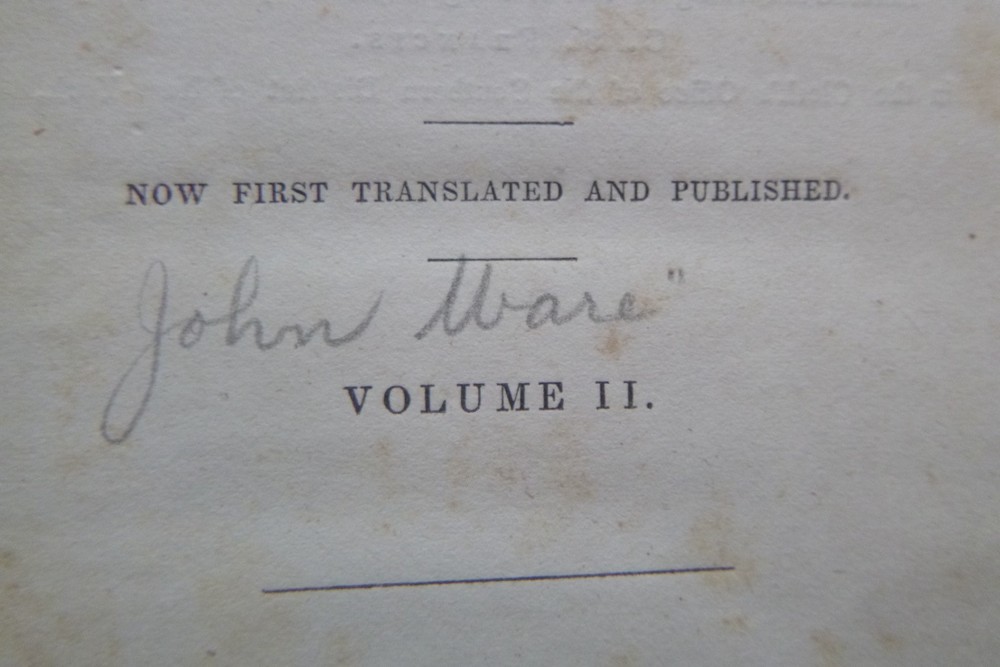 NOW FIRST TRANSLATED AND PUBLISHED.
John Ware"
VOLUME II.